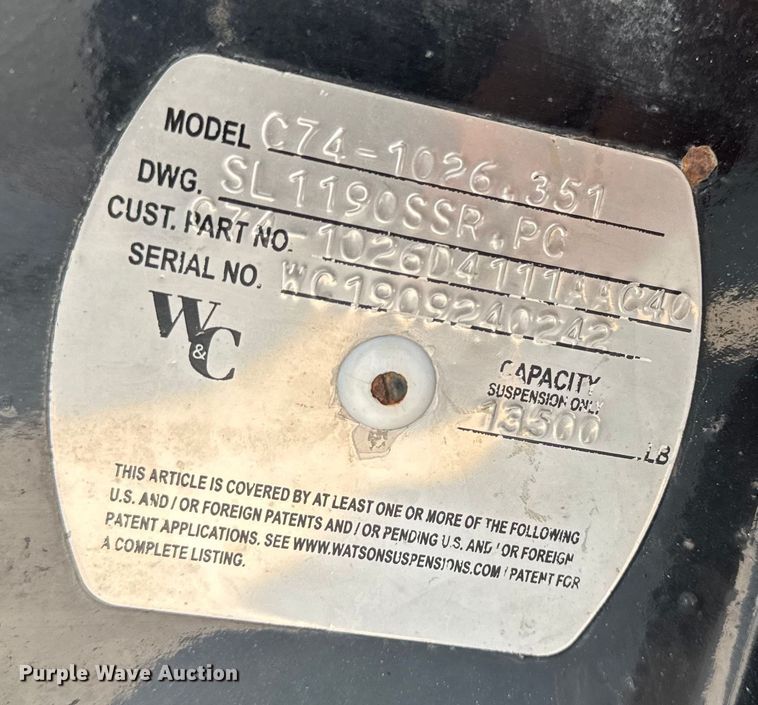 MODEL C74-1026.351
DWG. SL1190SSR.PC
CUST. PART NO. C74-1026D4111AAC40
SERIAL NO. WC1909240242
W&C
CAPACITY
SUSPENSION ONLY
13500 LB
THIS ARTICLE IS COVERED BY AT LEAST ONE OR MORE OF THE FOLLOWING
U.S. AND / OR FOREIGN PATENTS AND / OR PENDING U.S. AND / OR FOREIGN
PATENT APPLICATIONS. SEE WWW.WATSONSUSPENSIONS.COM / PATENT FOR
A COMPLETE LISTING.
Purple Wave Auction